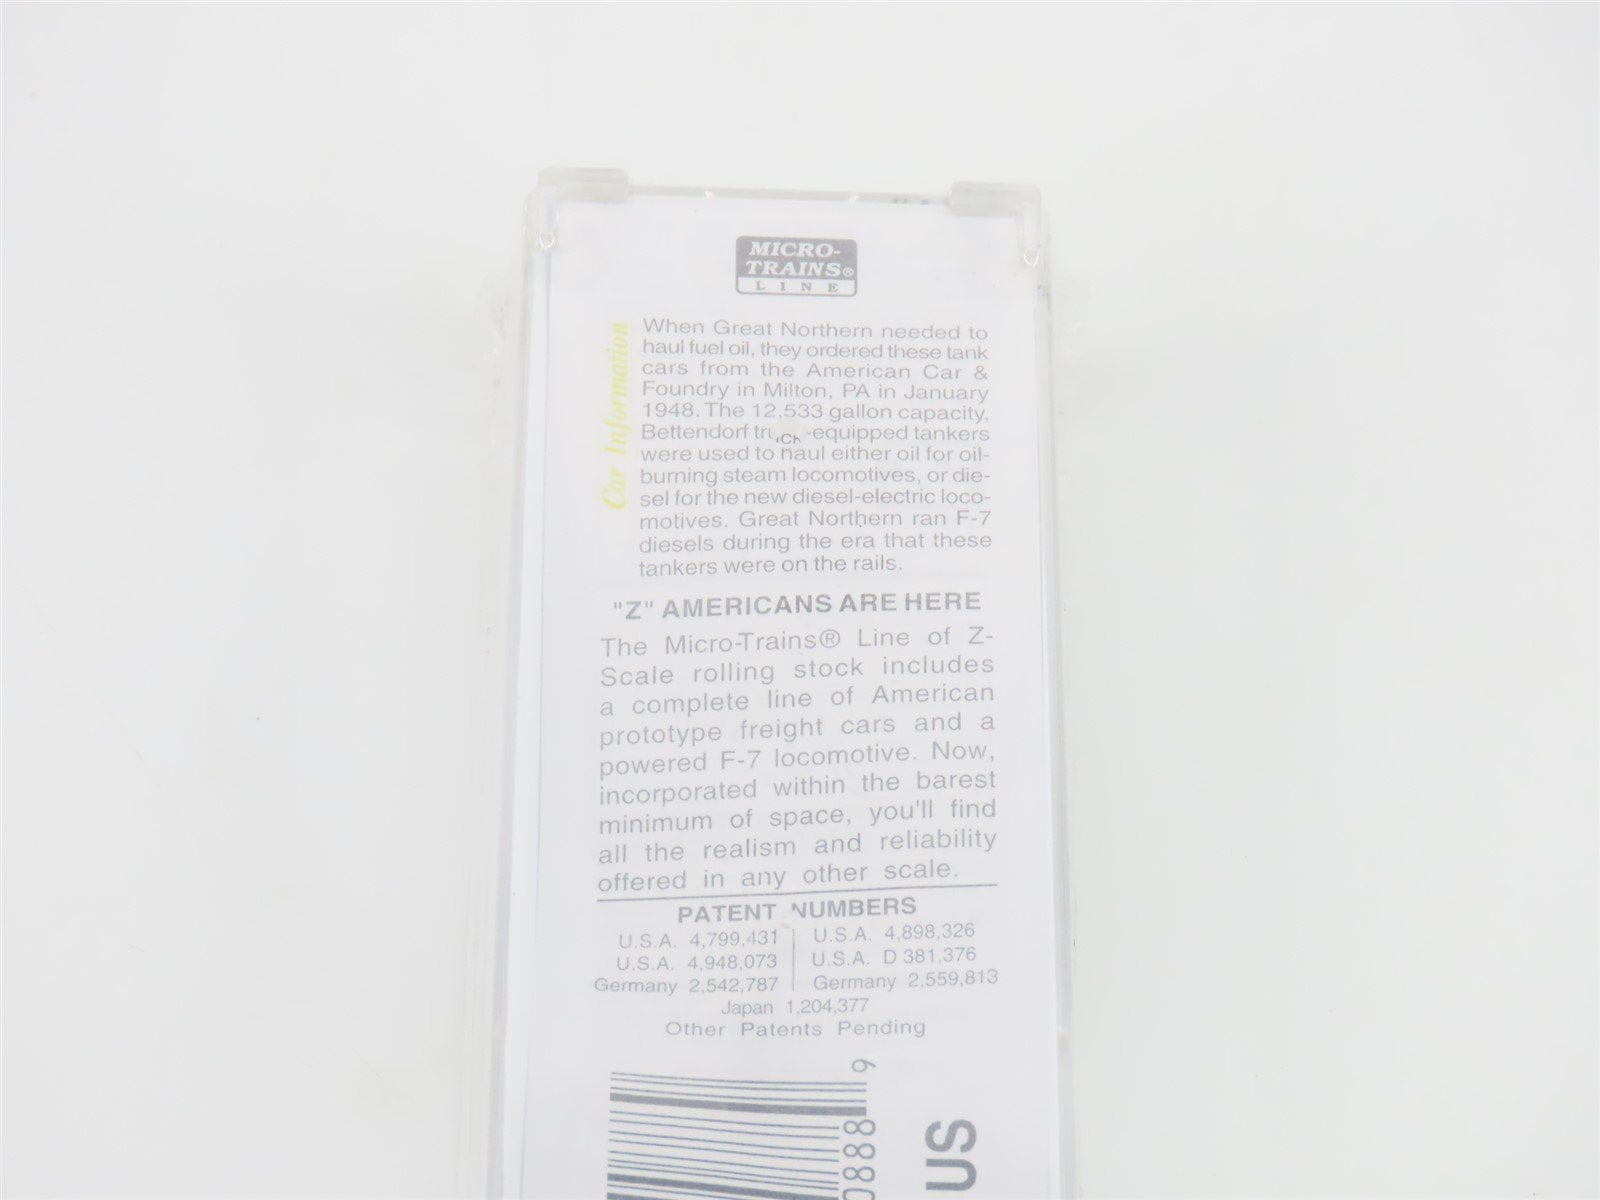 MICRO-
TRAINS®
LINE
Car Information
When Great Northern needed to
haul fuel oil, they ordered these tank
cars from the American Car &
Foundry in Milton, PA in January
1948. The 12,533 gallon capacity,
Bettendorf truck-equipped tankers
were used to haul either oil for oil-
burning steam locomotives, or die-
sel for the new diesel-electric loco-
motives. Great Northern ran F-7
diesels during the era that these
tankers were on the rails.
"Z" AMERICANS ARE HERE
The Micro-Trains® Line of Z-
Scale rolling stock includes
a complete line of American
prototype freight cars and a
powered F-7 locomotive. Now,
incorporated within the barest
minimum of space, you'll find
all the realism and reliability
offered in any other scale.
PATENT NUMBERS
U.S.A. 4,799,431 U.S.A. 4,898,326
U.S.A. 4,948,073 U.S.A. D 381,376
Germany 2,542,787 Germany 2,559,813
Japan 1,204,377
Other Patents Pending
0888 9
US